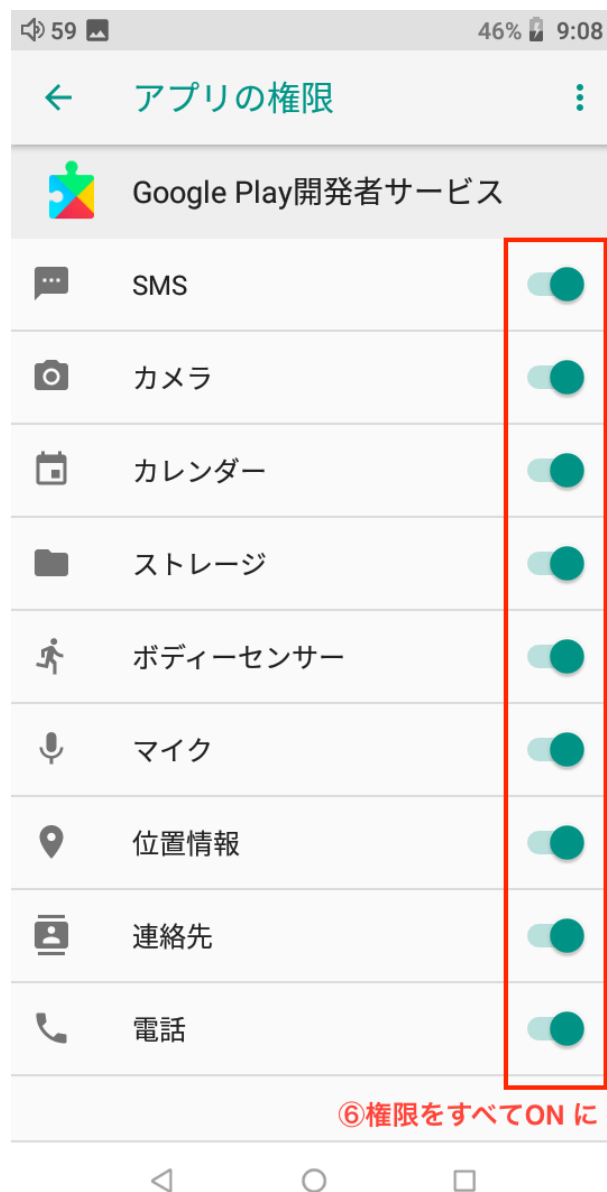 59 46% 9:08
アプリの権限
Google Play開発者サービス
SMS
カメラ
カレンダー
ストレージ
ボディーセンサー
マイク
位置情報
連絡先
電話
⑥権限をすべてON に